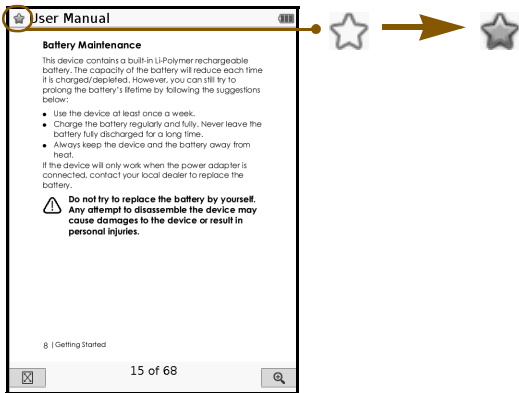 User Manual
Battery Maintenance
This device contains a built-in Li-Polymer rechargeable
battery. The capacity of the battery will reduce each time
it is charged/depleted. However, you can still try to
prolong the battery's lifetime by following the suggestions
below:
● Use the device at least once a week.
● Charge the battery regularly and fully. Never leave the
battery fully discharged for a long time.
● Always keep the device and the battery away from
heat.
If the device will only work when the power adapter is
connected, contact your local dealer to replace the
battery.
Do not try to replace the battery by yourself.
Any attempt to disassemble the device may
cause damages to the device or result in
personal injuries.
8 | Getting Started
15 of 68